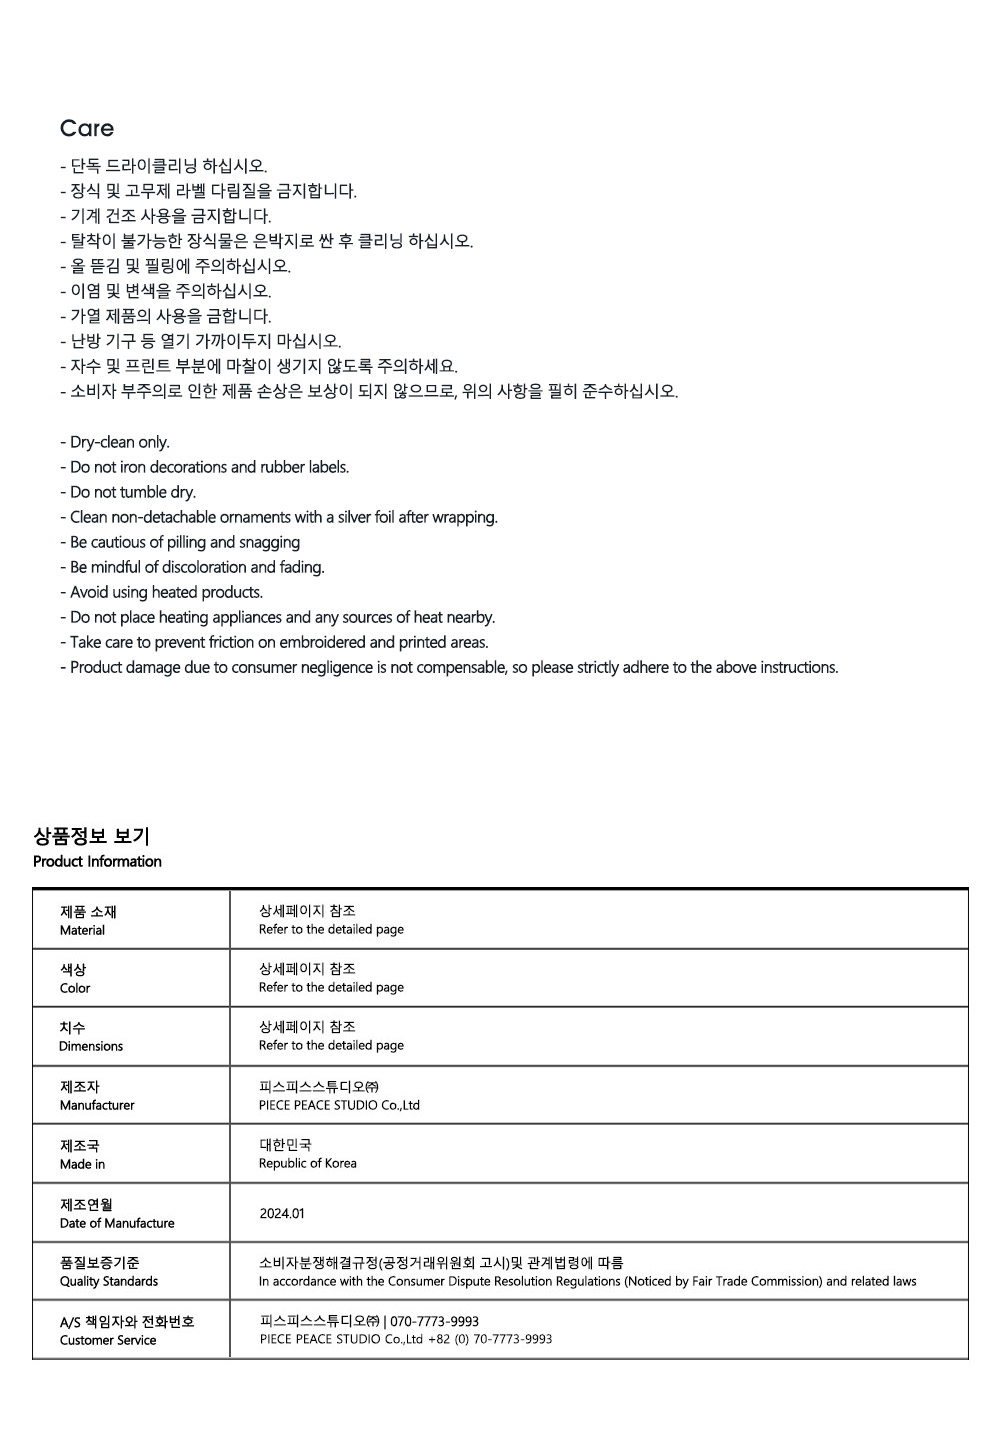 Care
- 단독 드라이클리닝 하십시오.
- 장식 및 고무제 라벨 다림질을 금지합니다.
- 기계 건조 사용을 금지합니다.
- 탈착이 불가능한 장식물은 은박지로 싼 후 클리닝 하십시오.
- 올 뜯김 및 필링에 주의하십시오.
- 이염 및 변색을 주의하십시오.
- 가열 제품의 사용을 금합니다.
- 난방 기구 등 열기 가까이두지 마십시오.
- 자수 및 프린트 부분에 마찰이 생기지 않도록 주의하세요.
- 소비자 부주의로 인한 제품 손상은 보상이 되지 않으므로, 위의 사항을 필히 준수하십시오.
- Dry-clean only.
- Do not iron decorations and rubber labels.
- Do not tumble dry.
- Clean non-detachable ornaments with a silver foil after wrapping.
- Be cautious of pilling and snagging
- Be mindful of discoloration and fading.
- Avoid using heated products.
- Do not place heating appliances and any sources of heat nearby.
- Take care to prevent friction on embroidered and printed areas.
- Product damage due to consumer negligence is not compensable, so please strictly adhere to the above instructions.
상품정보 보기
Product Information
제품 소재
Material
상세페이지 참조
Refer to the detailed page
색상
Color
상세페이지 참조
Refer to the detailed page
치수
Dimensions
상세페이지 참조
Refer to the detailed page
제조자
Manufacturer
피스피스스튜디오㈜
PIECE PEACE STUDIO Co.,Ltd
제조국
Made in
대한민국
Republic of Korea
제조연월
Date of Manufacture
2024.01
품질보증기준
Quality Standards
소비자분쟁해결규정(공정거래위원회 고시)및 관계법령에 따름
In accordance with the Consumer Dispute Resolution Regulations (Noticed by Fair Trade Commission) and related laws
A/S 책임자와 전화번호
Customer Service
피스피스스튜디오㈜ | 070-7773-9993
PIECE PEACE STUDIO Co.,Ltd +82 (0) 70-7773-9993